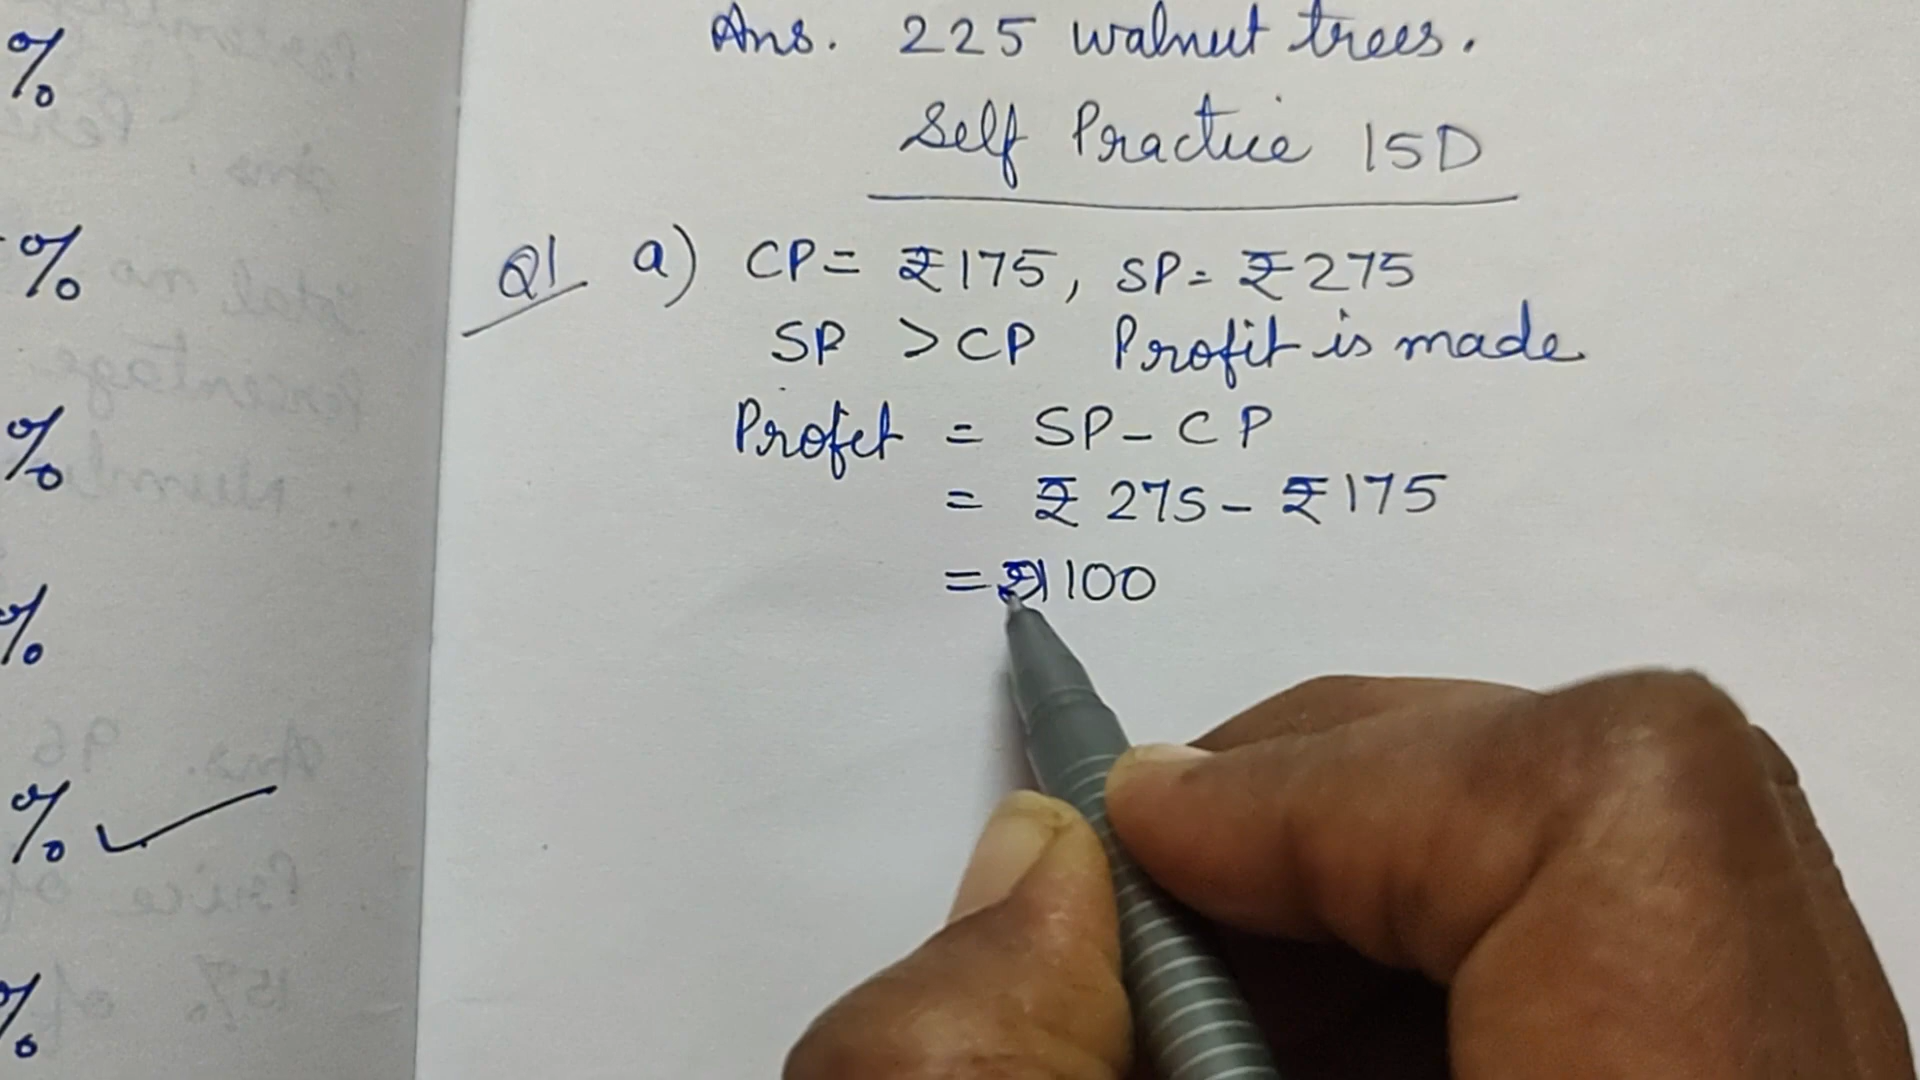 %
%
%
%
%
%
Ans. 225 walnut trees.
Self Practice 15D
Q1 a) CP = ₹175, SP = ₹275
SP > CP Profit is made
Profit = SP - CP
= ₹ 275 - ₹175
= ₹ 100